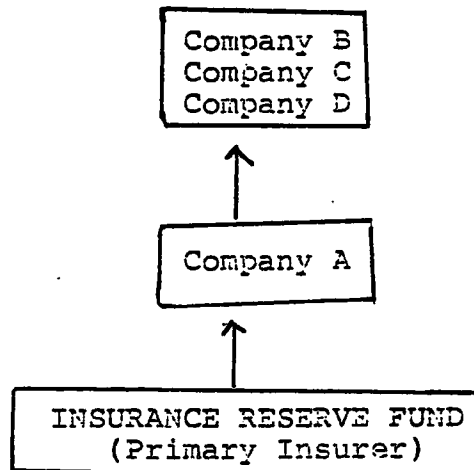 Company B
Company C
Company D
Company A
INSURANCE RESERVE FUND
(Primary Insurer)